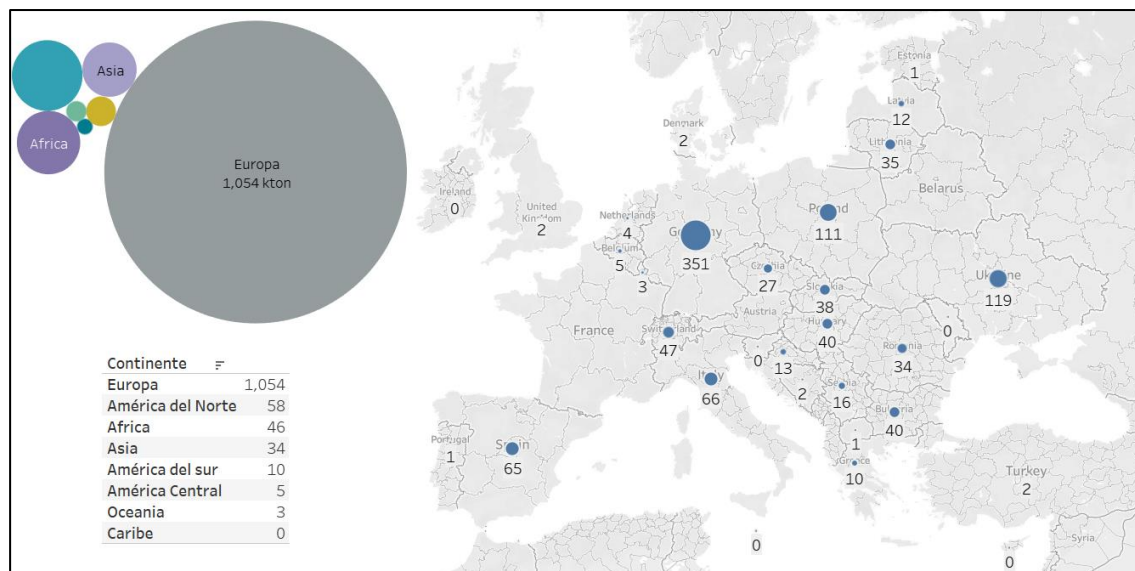 Asia
Africa
Europa
1,054 kton
Continente
Europa 1,054
América del Norte 58
Africa 46
Asia 34
América del sur 10
América Central 5
Oceania 3
Caribe 0
Estonia
1
Latvia
12
Denmark
2
Lithuania
35
Belarus
Ireland
0
United
Kingdom
2
Netherlands
4
Belgium
5
3
Germany
351
Poland
111
Czechia
27
Ukraine
119
Slovakia
38
Austria
Hungary
40
France
Switzerland
47
0
13
0
Romania
34
Italy
66
2
Serbia
16
Bulgaria
40
Portugal
1
Spain
65
1
Greece
10
Turkey
2
Syria
0
0